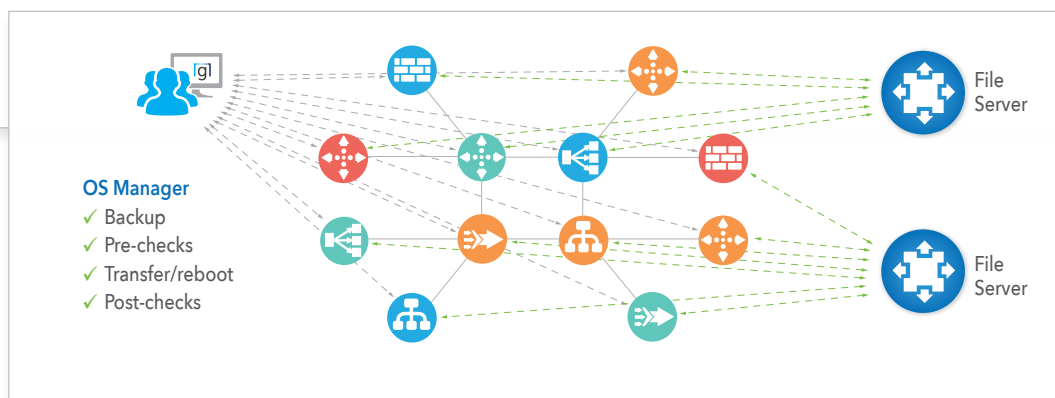 File
Server
OS Manager
Backup
Pre-checks
Transfer/reboot
Post-checks
File
Server